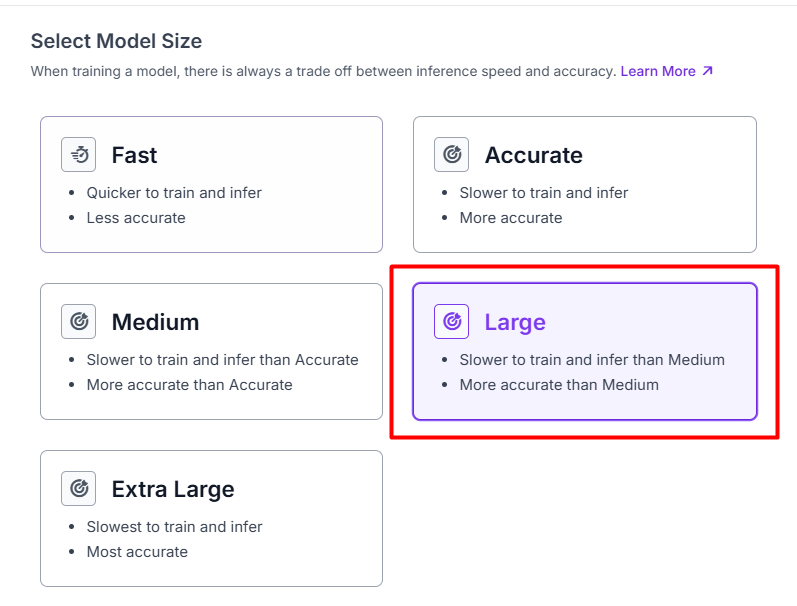 Select Model Size
When training a model, there is always a trade off between inference speed and accuracy. Learn More
Fast
Quicker to train and infer
Less accurate
Accurate
Slower to train and infer
More accurate
Medium
Slower to train and infer than Accurate
More accurate than Accurate
Large
Slower to train and infer than Medium
More accurate than Medium
Extra Large
Slowest to train and infer
Most accurate